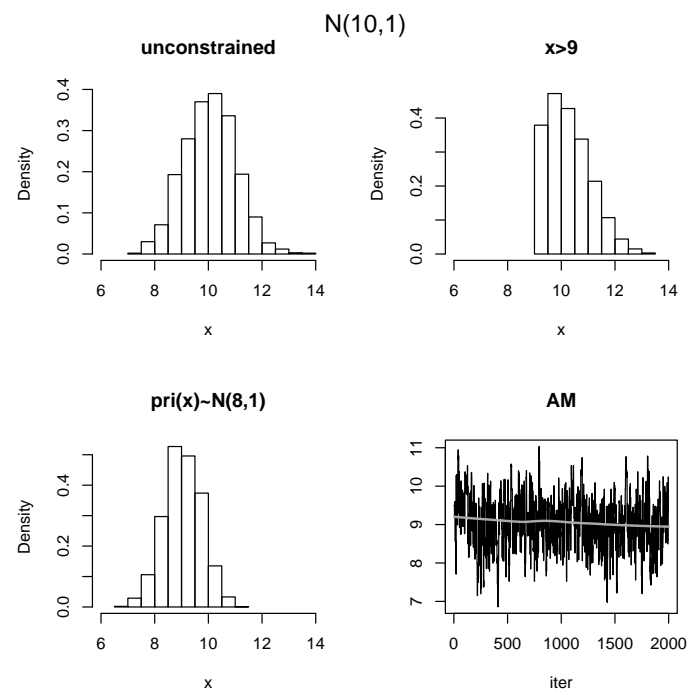 N(10,1)
unconstrained
Density
0.0 0.1 0.2 0.3 0.4
6 8 10 12 14
x
x>9
Density
0.0 0.2 0.4
6 8 10 12 14
x
pri(x)~N(8,1)
Density
0.0 0.2 0.4
6 8 10 12 14
x
AM
7 8 9 10 11
0 500 1000 1500 2000
iter